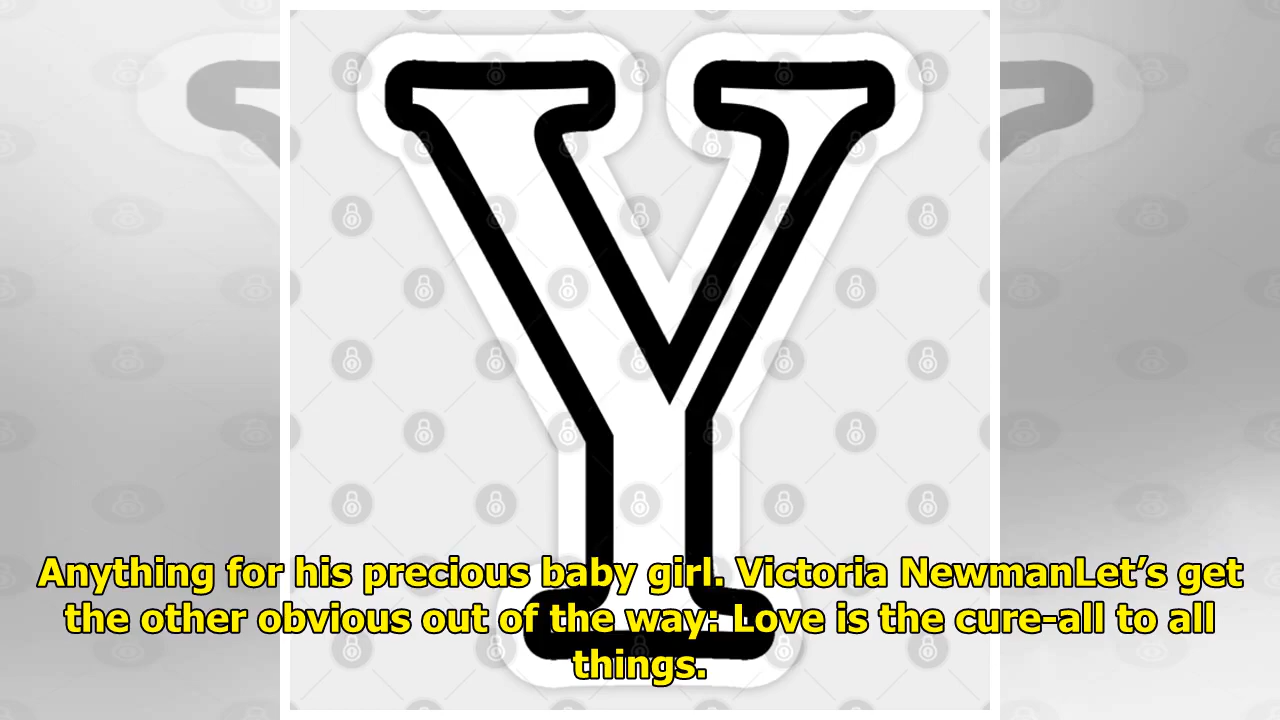 Y
Anything for his precious baby girl. Victoria NewmanLet’s get
the other obvious out of the way: Love is the cure-all to all
things.